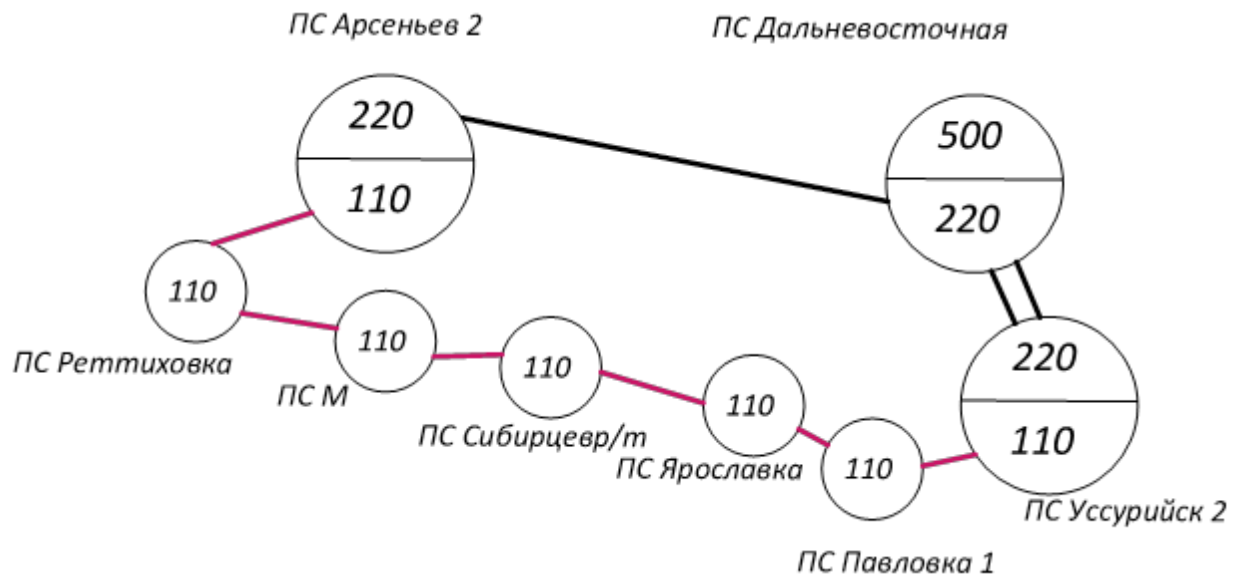 ПС Арсеньев 2
ПС Дальневосточная
220
110
500
220
110
ПС Реттиховка
110
ПС М
110
ПС Сибирцевр/т
110
ПС Ярославка
110
ПС Павловка 1
220
110
ПС Уссурийск 2